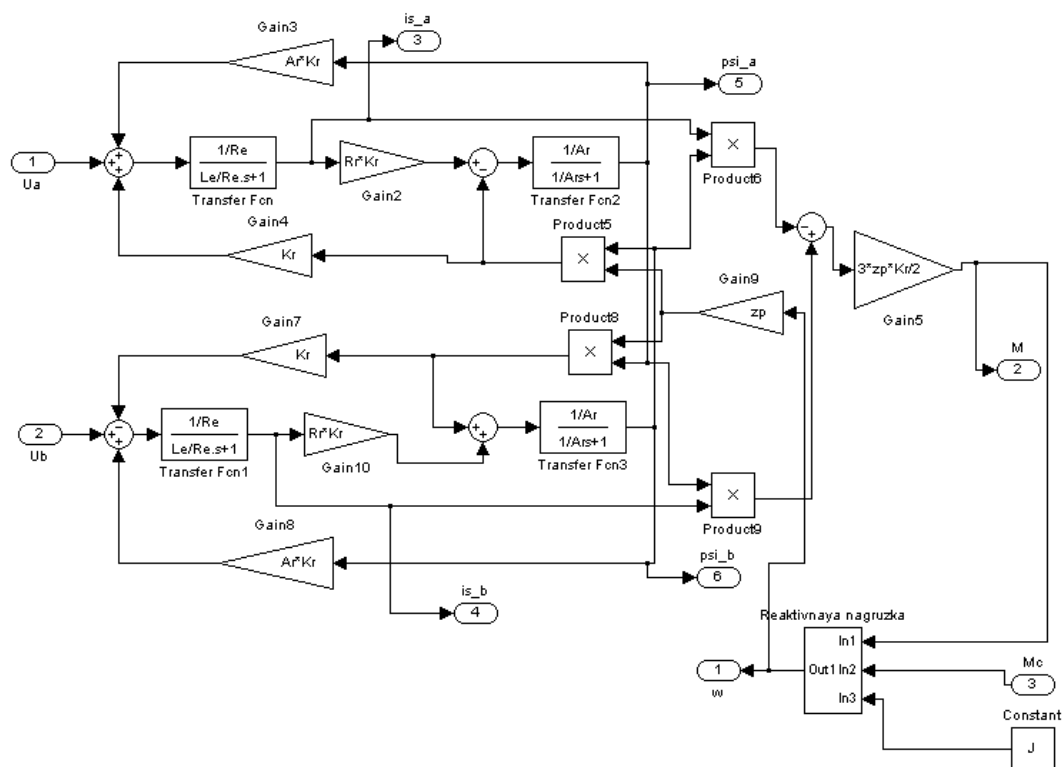 is_a
3
Gain3
Ar*Kr
psi_a
5
1
Ua
1/Re
Le/Re.s+1
Transfer Fcn
Rr*Kr
Gain2
1/Ar
1/Ars+1
Transfer Fcn2
Product6
Gain4
Kr
Product5
3*zp*Kr/2
Gain5
Gain9
zp
Gain7
Kr
Product8
M
2
2
Ub
1/Re
Le/Re.s+1
Transfer Fcn1
Rr*Kr
Gain10
1/Ar
1/Ars+1
Transfer Fcn3
Product9
Gain8
Ar*Kr
psi_b
6
is_b
4
Reaktivnaya nagruzka
In1
Out1
In2
In3
1
w
Mc
3
Constant
J